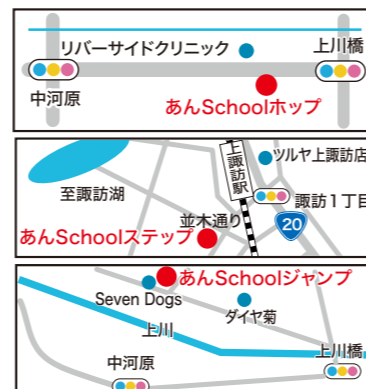 リバーサイドクリニック
上川橋
中河原
あんSchoolホップ
ツルヤ上諏訪店
上諏訪駅
諏訪1丁目
至諏訪湖
並木通り
20
あんSchoolステップ
あんSchoolジャンプ
Seven Dogs
ダイヤ菊
上川
中河原
上川橋